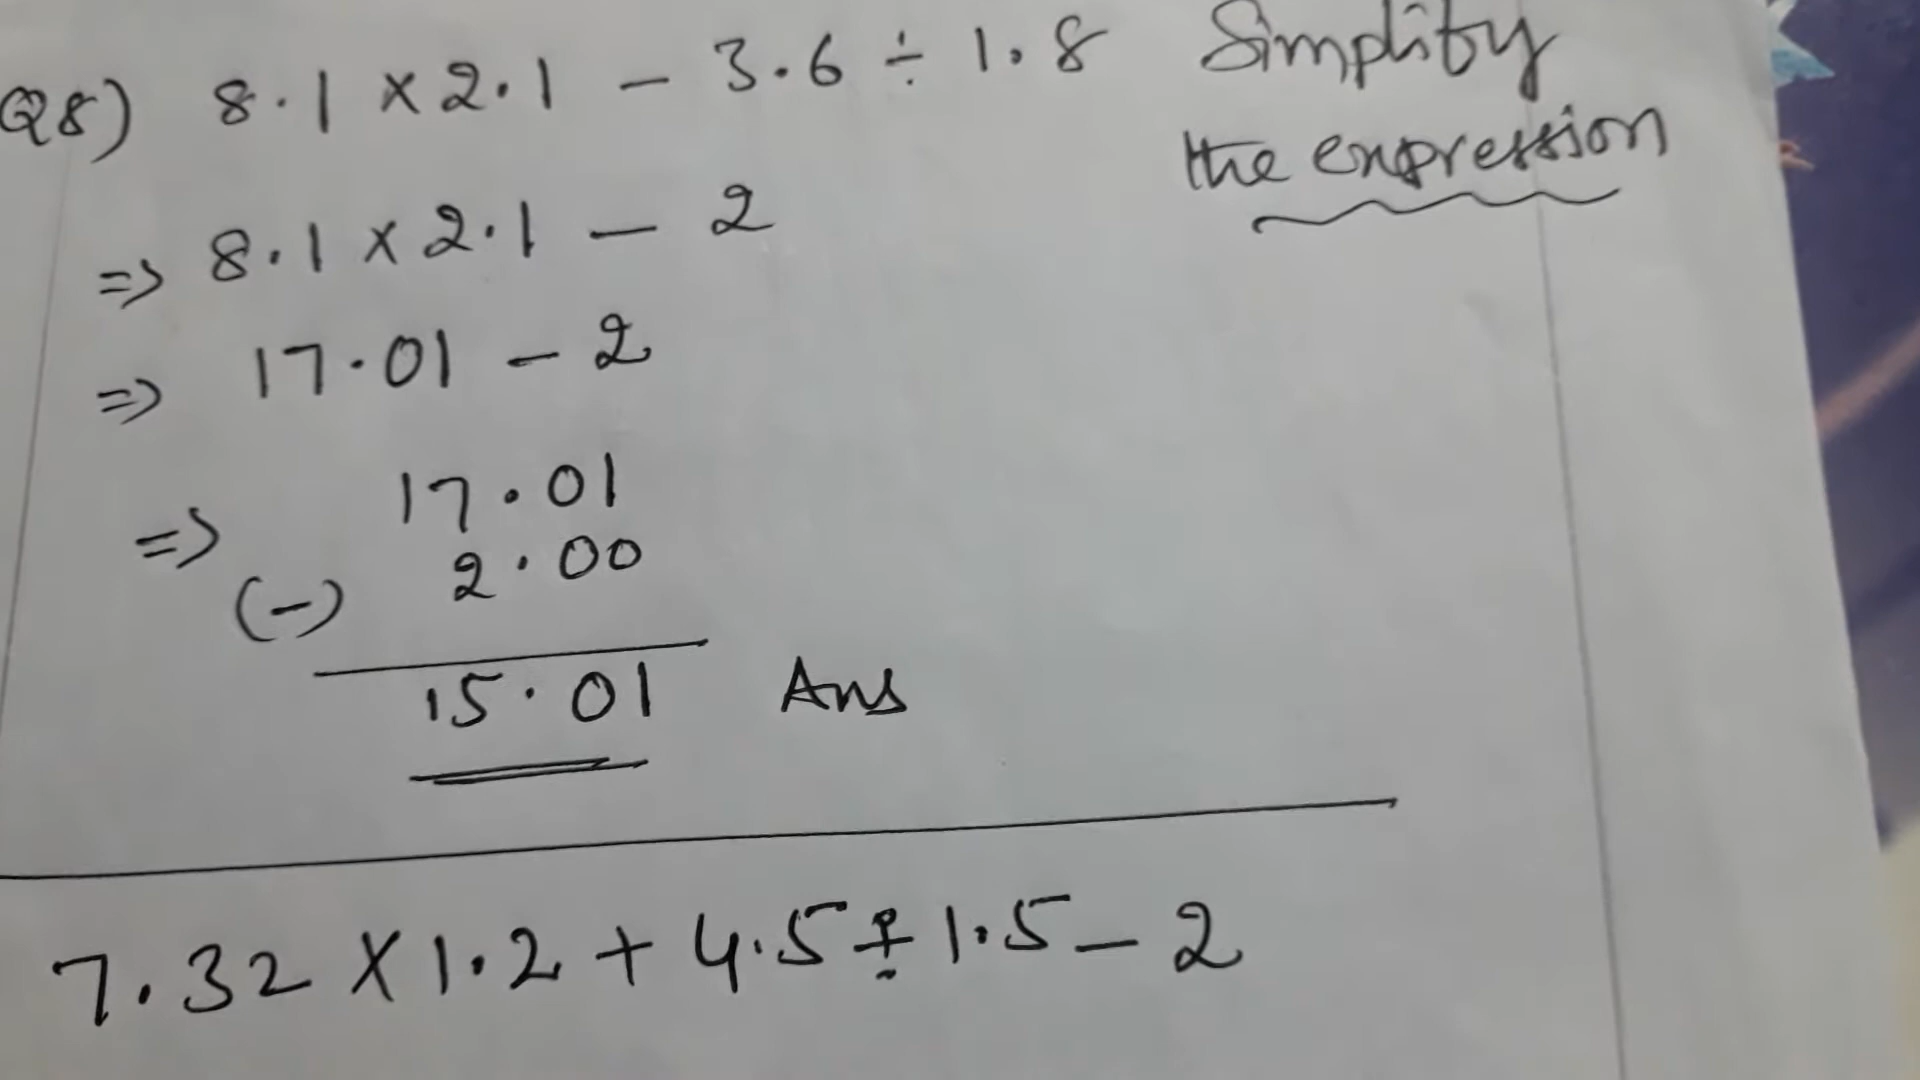 Q8) 8.1 × 2.1 - 3.6 ÷ 1.8 Simplify
the expression
=> 8.1 × 2.1 - 2
=> 17.01 - 2
=> 17.01
(-) 2.00
15.01 Ans
7.32 × 1.2 + 4.5 ÷ 1.5 - 2